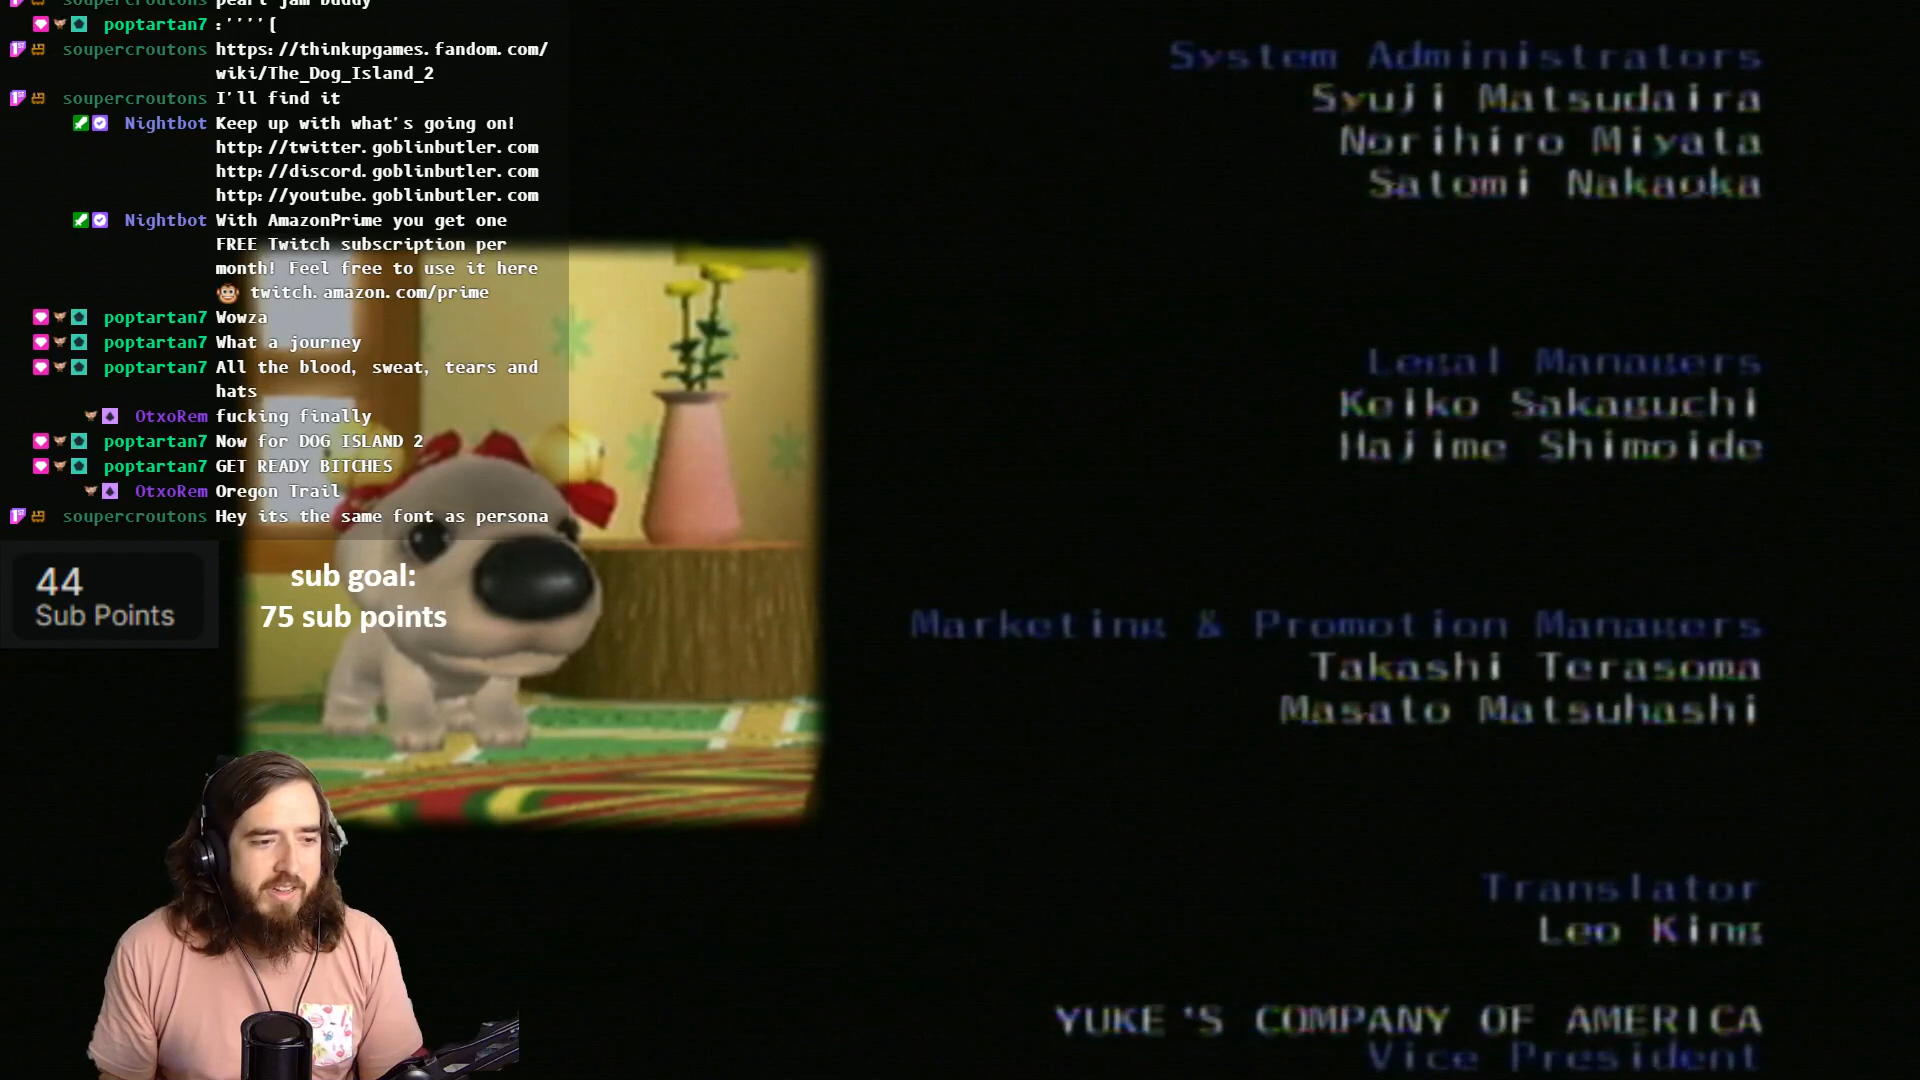 pearl jam buddy
poptartan7 :''''[
soupercroutons https://thinkupgames.fandom.com/
wiki/The_Dog_Island_2
soupercroutons I'll find it
Nightbot Keep up with what's going on!
http://twitter.goblinbutler.com
http://discord.goblinbutler.com
http://youtube.goblinbutler.com
Nightbot With AmazonPrime you get one
FREE Twitch subscription per
month! Feel free to use it here
twitch.amazon.com/prime
poptartan7 Wowza
poptartan7 What a journey
poptartan7 All the blood, sweat, tears and
hats
OtxoRem fucking finally
poptartan7 Now for DOG ISLAND 2
poptartan7 GET READY BITCHES
OtxoRem Oregon Trail
soupercroutons Hey its the same font as persona
44
Sub Points
sub goal:
75 sub points
System Administrators
Syuji Matsudaira
Norihiro Miyata
Satomi Nakaoka
Legal Managers
Keiko Sakaguchi
Hajime Shimoide
Marketing & Promotion Managers
Takashi Terasoma
Masato Matsuhashi
Translator
Leo King
YUKE'S COMPANY OF AMERICA
Vice President